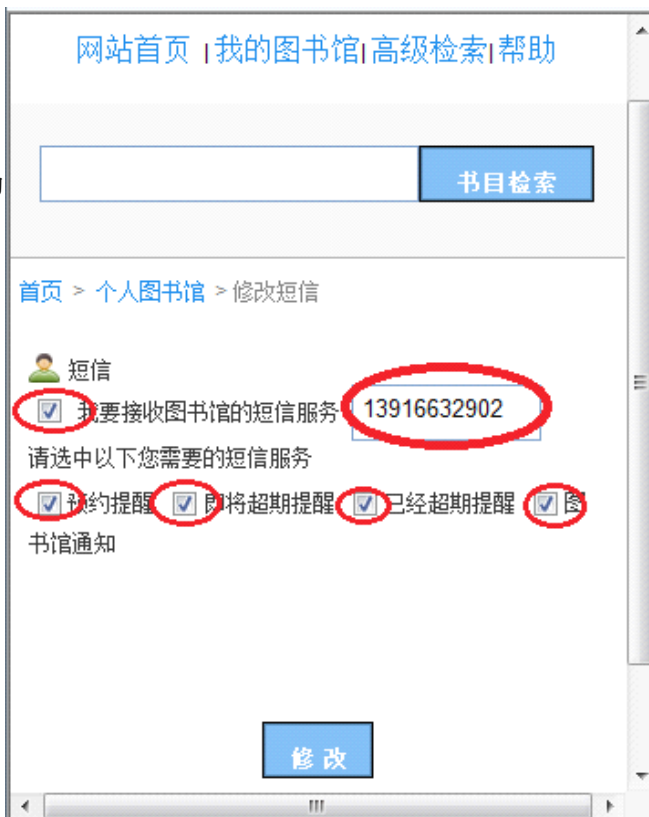 网站首页 |我的图书馆|高级检索|帮助
书目检索
首页 > 个人图书馆 >修改短信
短信
我要接收图书馆的短信服务 13916632902
请选中以下您需要的短信服务
预约提醒 即将超期提醒 已经超期提醒 图
书馆通知
修 改